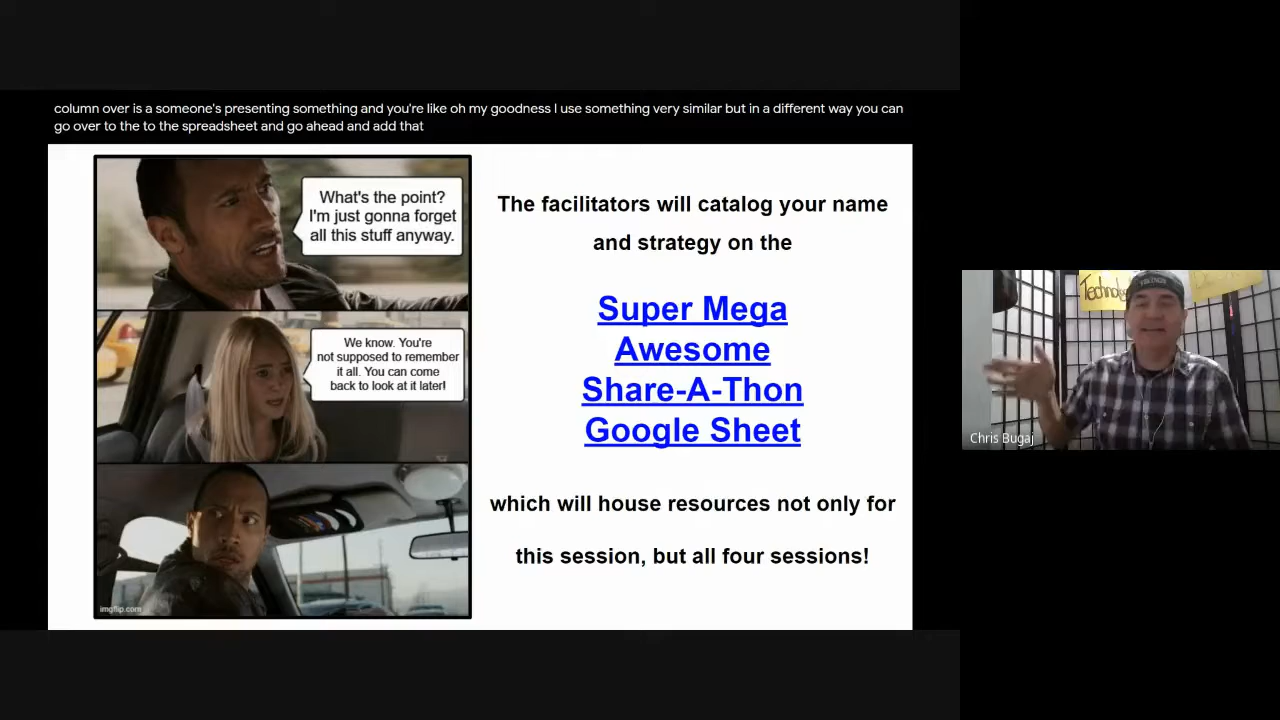 column over is a someone's presenting something and you're like oh my goodness I use something very similar but in a different way you can
go over to the to the spreadsheet and go ahead and add that
What's the point?
I'm just gonna forget
all this stuff anyway.
We know. You're
not supposed to remember
it all. You can come
back to look at it later!
imgflip.com
The facilitators will catalog your name
and strategy on the
Super Mega
Awesome
Share-A-Thon
Google Sheet
which will house resources not only for
this session, but all four sessions!
Chris Bugaj